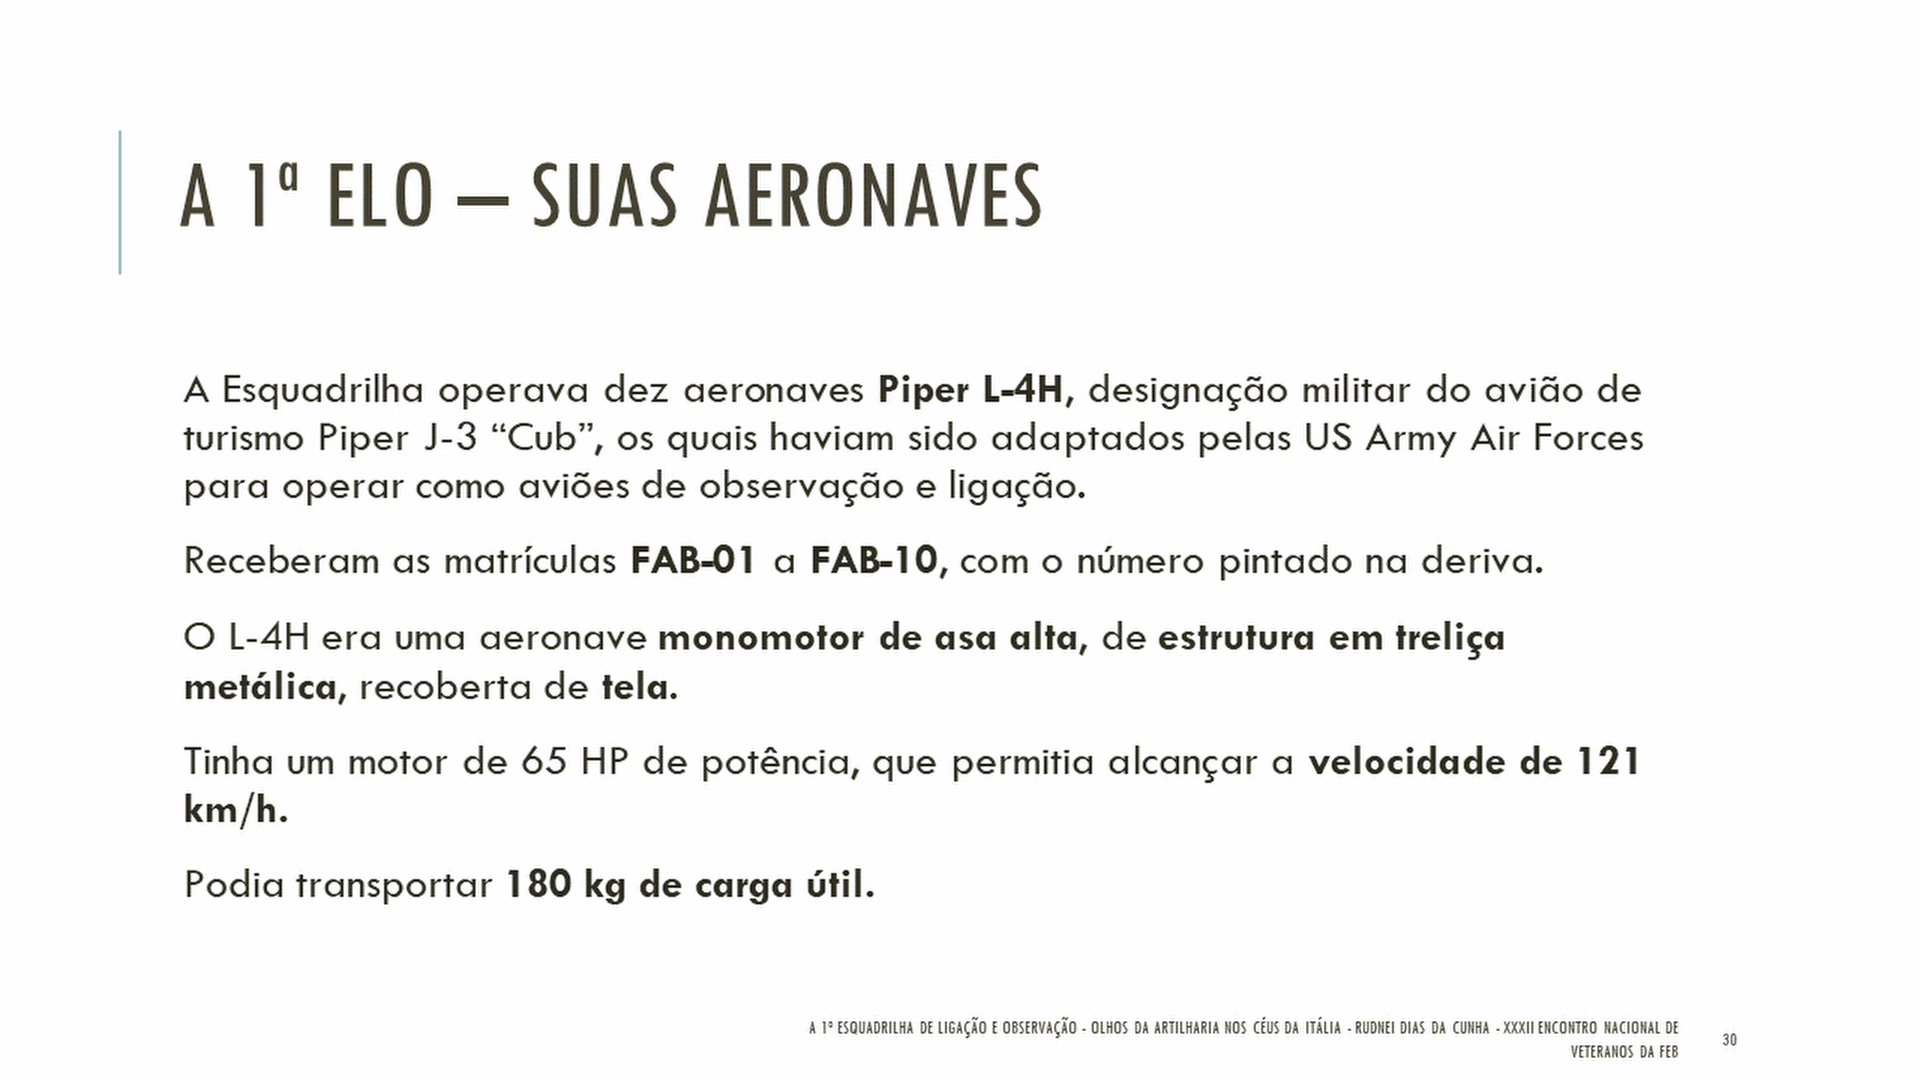 A 1ª ELO – SUAS AERONAVES
A Esquadrilha operava dez aeronaves Piper L-4H, designação militar do avião de
turismo Piper J-3 “Cub”, os quais haviam sido adaptados pelas US Army Air Forces
para operar como aviões de observação e ligação.
Receberam as matrículas FAB-01 a FAB-10, com o número pintado na deriva.
O L-4H era uma aeronave monomotor de asa alta, de estrutura em treliça
metálica, recoberta de tela.
Tinha um motor de 65 HP de potência, que permitia alcançar a velocidade de 121
km/h.
Podia transportar 180 kg de carga útil.
A 1ª ESQUADRILHA DE LIGAÇÃO E OBSERVAÇÃO - OLHOS DA ARTILHARIA NOS CÉUS DA ITÁLIA - RUDNEI DIAS DA CUNHA - XXXII ENCONTRO NACIONAL DE
VETERANOS DA FEB
30